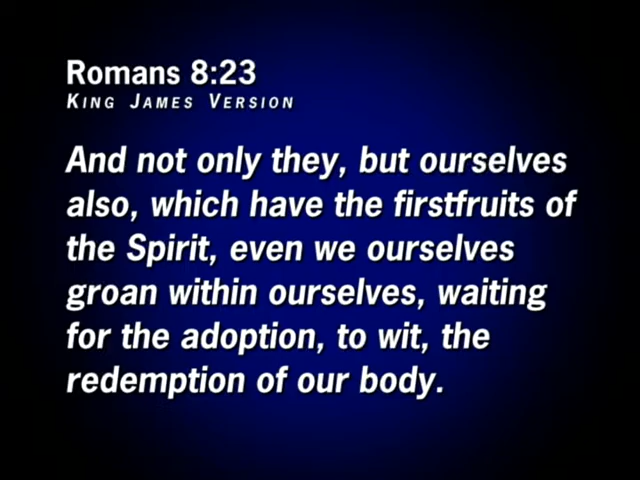 Romans 8:23
KING JAMES VERSION
And not only they, but ourselves
also, which have the firstfruits of
the Spirit, even we ourselves
groan within ourselves, waiting
for the adoption, to wit, the
redemption of our body.